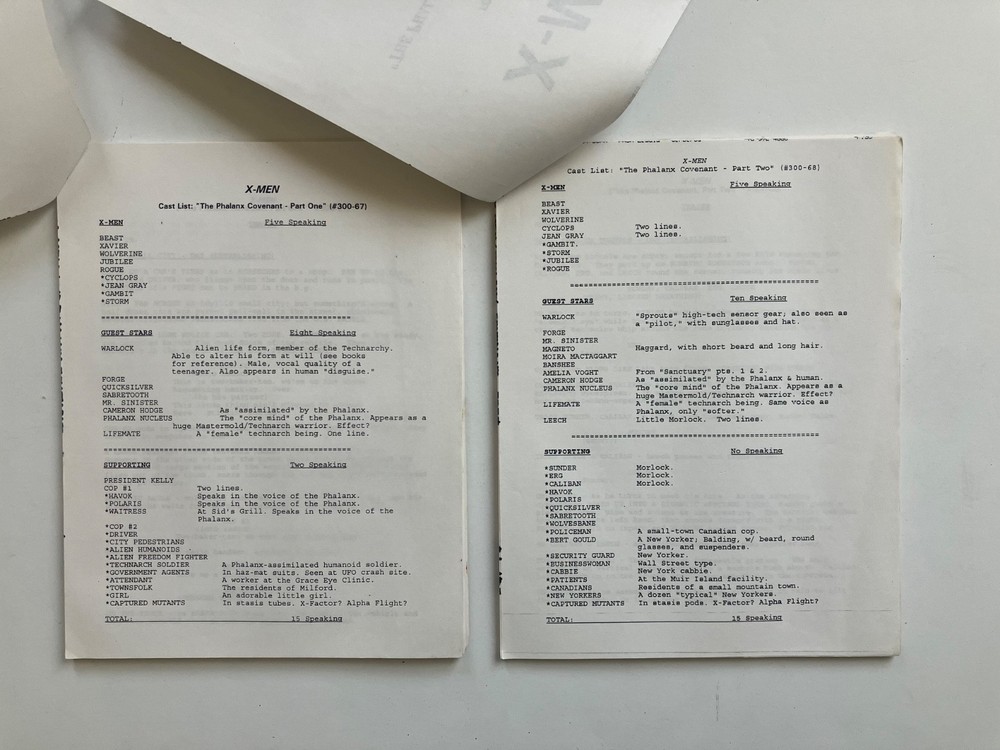 X-MEN
Cast List: "The Phalanx Covenant - Part One" (#300-67)
X-MEN Five Speaking
BEAST
XAVIER
WOLVERINE
JUBILEE
ROGUE
*CYCLOPS
*JEAN GRAY
*GAMBIT
*STORM
GUEST STARS Eight Speaking
WARLOCK Alien life form, member of the Technarchy.
Able to alter his form at will (see books
for reference). Male, vocal quality of a
teenager. Also appears in human "disguise."
FORGE
QUICKSILVER
SABRETOOTH
MR. SINISTER
CAMERON HODGE As "assimilated" by the Phalanx.
PHALANX NUCLEUS The "core mind" of the Phalanx. Appears as a
huge Mastermold/Technarch warrior. Effect?
LIFEMATE A "female" technarch being. One line.
SUPPORTING Two Speaking
PRESIDENT KELLY
COP #1 Two lines.
*HAVOK Speaks in the voice of the Phalanx.
*POLARIS Speaks in the voice of the Phalanx.
*WAITRESS At Sid's Grill. Speaks in the voice of the
Phalanx.
*COP #2
*DRIVER
*CITY PEDESTRIANS
*ALIEN HUMANOIDS
*ALIEN FREEDOM FIGHTER
*TECHNARCH SOLDIER A Phalanx-assimilated humanoid soldier.
*GOVERNMENT AGENTS In haz-mat suits. Seen at UFO crash site.
*ATTENDANT A worker at the Grace Eye Clinic.
*TOWNSFOLK The residents of Milford.
*GIRL An adorable little girl.
*CAPTURED MUTANTS In stasis tubes. X-Factor? Alpha Flight?
TOTAL: 15 Speaking
X-MEN
Cast List: "The Phalanx Covenant - Part Two" (#300-68)
X-MEN Five Speaking
BEAST
XAVIER
WOLVERINE
CYCLOPS Two lines.
JEAN GRAY Two lines.
*GAMBIT.
*STORM
*JUBILEE
*ROGUE
GUEST STARS Ten Speaking
WARLOCK "Sprouts" high-tech sensor gear; also seen as
a "pilot," with sunglasses and hat.
FORGE
MR. SINISTER
MAGNETO Haggard, with short beard and long hair.
MOIRA MACTAGGART
BANSHEE
AMELIA VOGHT From "Sanctuary" pts. 1 & 2.
CAMERON HODGE As "assimilated" by the Phalanx & human.
PHALANX NUCLEUS The "core mind" of the Phalanx. Appears as a
huge Mastermold/Technarch warrior. Effect?
LIFEMATE A "female" technarch being. Same voice as
Phalanx, only "softer."
LEECH Little Morlock. Two lines.
SUPPORTING No Speaking
*SUNDER Morlock.
*ERG Morlock.
*CALIBAN Morlock.
*HAVOK
*POLARIS
*QUICKSILVER
*SABRETOOTH
*WOLVESBANE
*POLICEMAN A small-town Canadian cop.
*BERT GOULD A New Yorker; Balding, w/ beard, round
glasses, and suspenders.
*SECURITY GUARD New Yorker.
*BUSINESSWOMAN Wall Street type.
*CABBIE New York cabbie.
*PATIENTS At the Muir Island facility.
*CANADIANS Residents of a small mountain town.
*NEW YORKERS A dozen "typical" New Yorkers.
*CAPTURED MUTANTS In stasis pods. X-Factor? Alpha Flight?
TOTAL: 15 Speaking